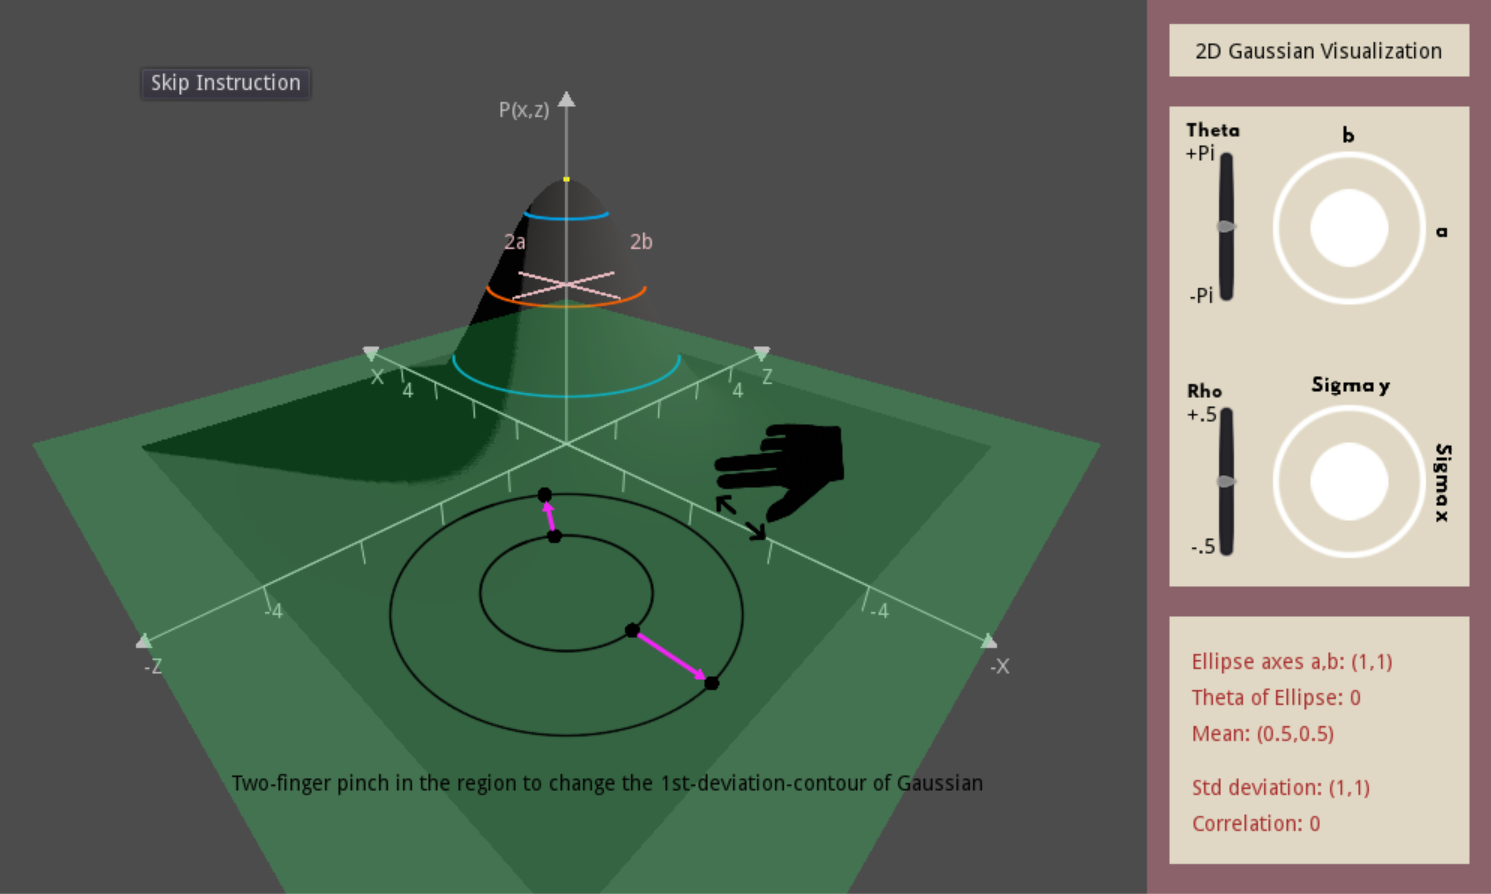 Skip Instruction
P(x,z)
2a
2b
X
4
4
Z
-4
-4
-Z
-X
Two-finger pinch in the region to change the 1st-deviation-contour of Gaussian
2D Gaussian Visualization
Theta
+Pi
-Pi
b
a
Rho
+.5
-.5
Sigma y
Sigma x
Ellipse axes a,b: (1,1)
Theta of Ellipse: 0
Mean: (0.5,0.5)
Std deviation: (1,1)
Correlation: 0